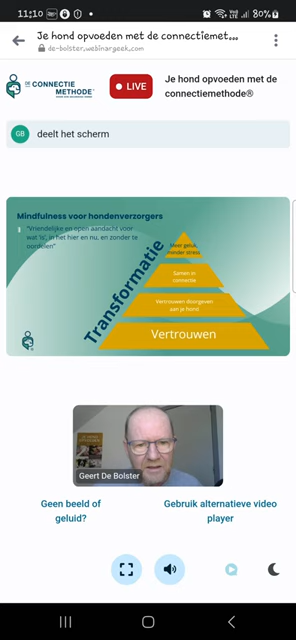 11:10
80%
Je hond opvoeden met de connectiemet...
de-bolster.webinargeek.com
DE CONNECTIE
METHODE
LIVE
Je hond opvoeden met de
connectiemethode®
GB
deelt het scherm
Mindfulness voor hondenverzorgers
"Vriendelijke en open aandacht voor
wat 'is', in het hier en nu, en zonder te
oordelen"
Transformatie
Meer geluk,
minder stress
Samen in
connectie
Vertrouwen doorgeven
aan je hond
Vertrouwen
Geert De Bolster
Geen beeld of
geluid?
Gebruik alternatieve video
player